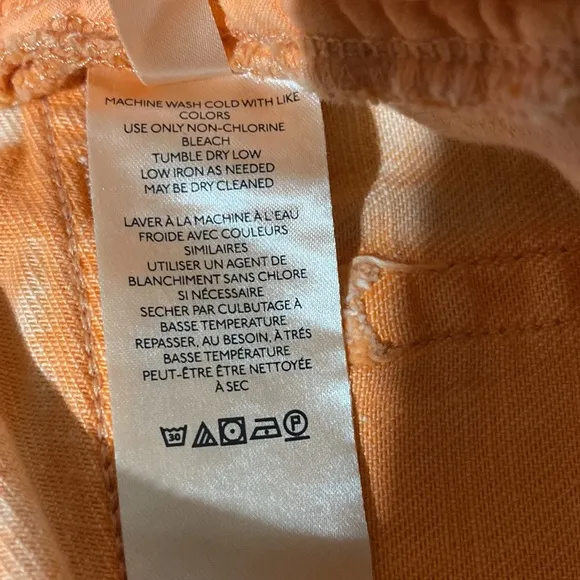 MACHINE WASH COLD WITH LIKE
COLORS
USE ONLY NON-CHLORINE
BLEACH
TUMBLE DRY LOW
LOW IRON AS NEEDED
MAY BE DRY CLEANED
LAVER À LA MACHINE À L'EAU
FROIDE AVEC COULEURS
SIMILAIRES
UTILISER UN AGENT DE
BLANCHIMENT SANS CHLORE
SI NÉCESSAIRE
SECHER PAR CULBUTAGE À
BASSE TEMPERATURE
REPASSER, AU BESOIN, À TRÉS
BASSE TEMPÉRATURE
PEUT-ÊTRE ÊTRE NETTOYÉE
À SEC
30 P